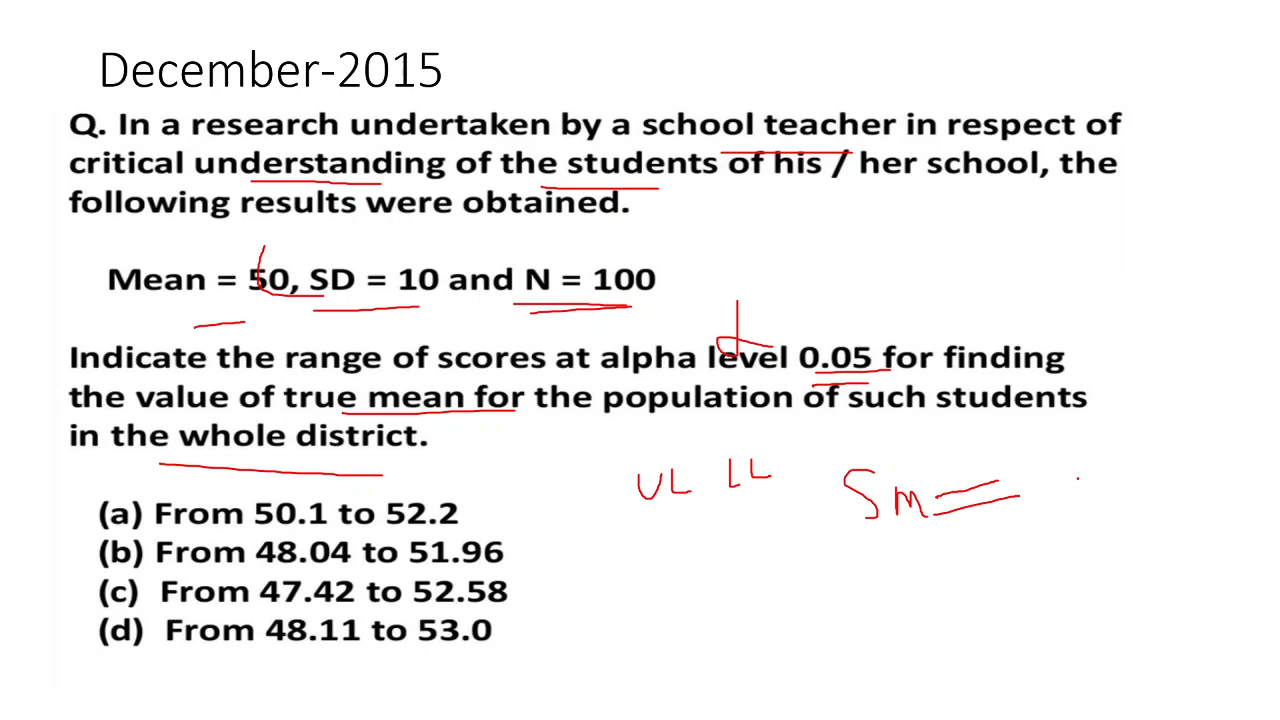 December-2015
Q. In a research undertaken by a school teacher in respect of
critical understanding of the students of his / her school, the
following results were obtained.
Mean = 50, SD = 10 and N = 100
Indicate the range of scores at alpha level 0.05 for finding
the value of true mean for the population of such students
in the whole district.
UL LL SM=
(a) From 50.1 to 52.2
(b) From 48.04 to 51.96
(c) From 47.42 to 52.58
(d) From 48.11 to 53.0